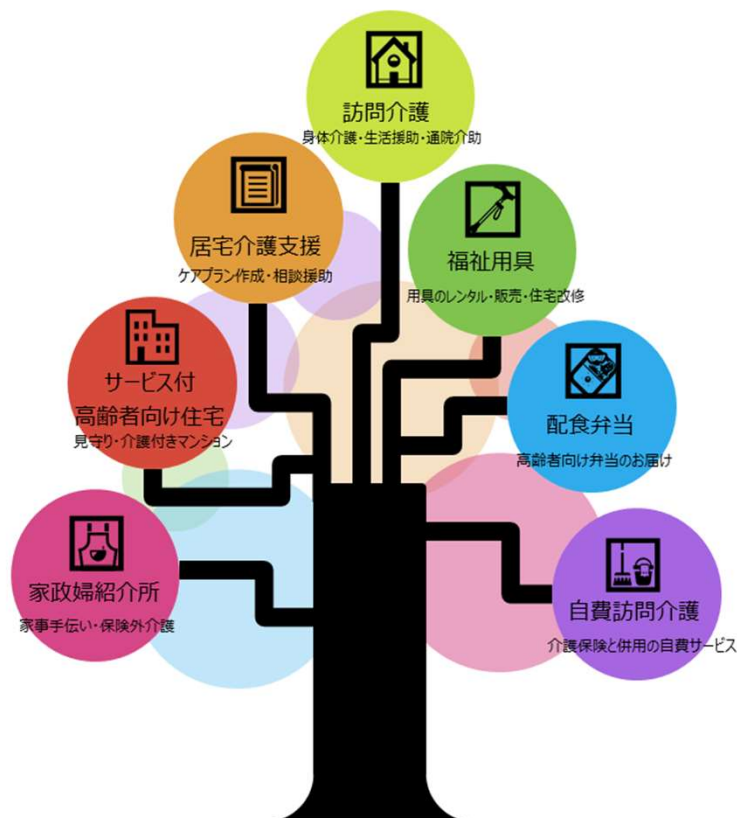 訪問介護
身体介護・生活援助・通院介助
居宅介護支援
ケアプラン作成・相談援助
福祉用具
用具のレンタル・販売・住宅改修
サービス付
高齢者向け住宅
見守り・介護付きマンション
配食弁当
高齢者向け弁当のお届け
家政婦紹介所
家事手伝い・保険外介護
自費訪問介護
介護保険と併用の自費サービス